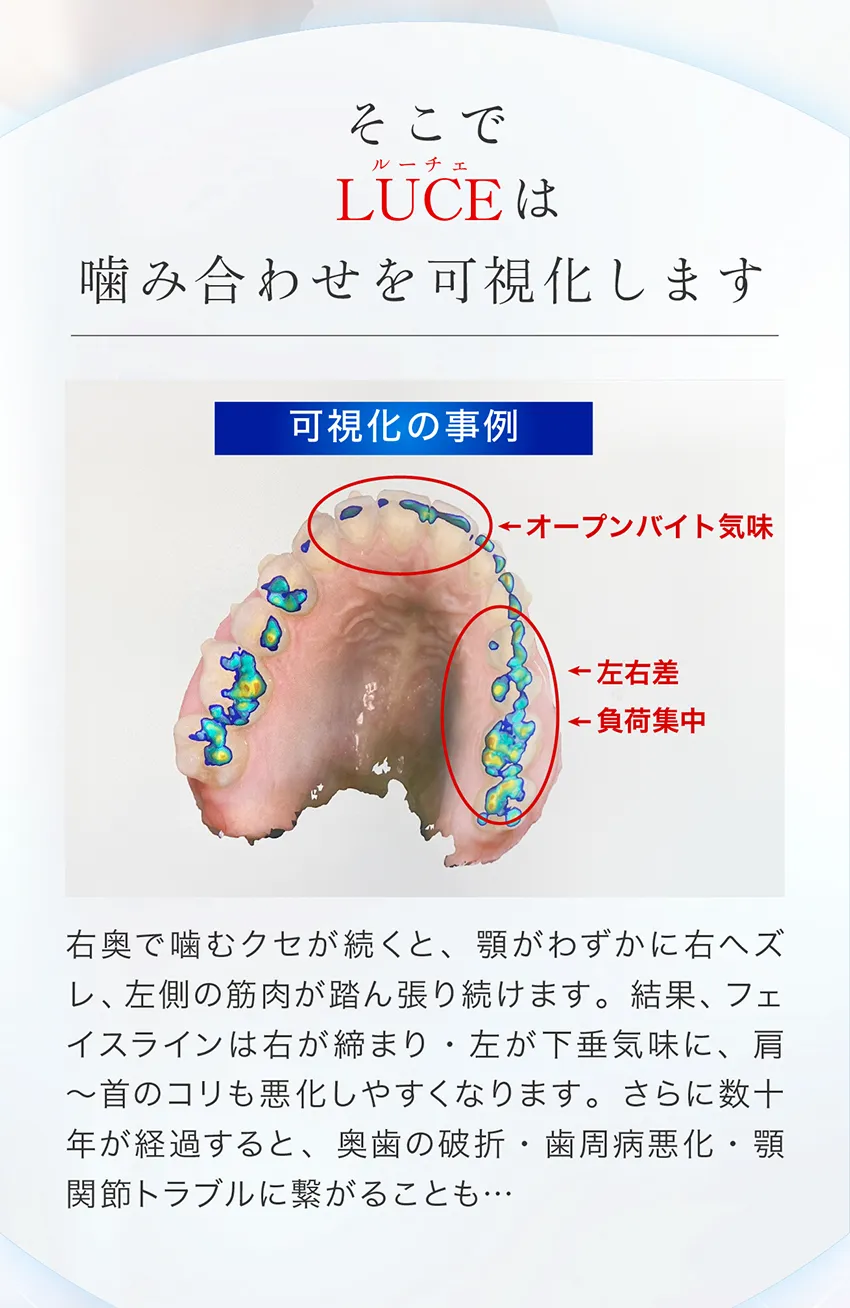 そこで
ルーチェ
LUCEは
噛み合わせを可視化します
可視化の事例
←オープンバイト気味
←左右差
←負荷集中
右奥で噛むクセが続くと、顎がわずかに右へズ
レ、左側の筋肉が踏ん張り続けます。結果、フェ
イスラインは右が締まり・左が下垂気味に、肩
〜首のコリも悪化しやすくなります。さらに数十
年が経過すると、奥歯の破折・歯周病悪化・顎
関節トラブルに繋がることも…